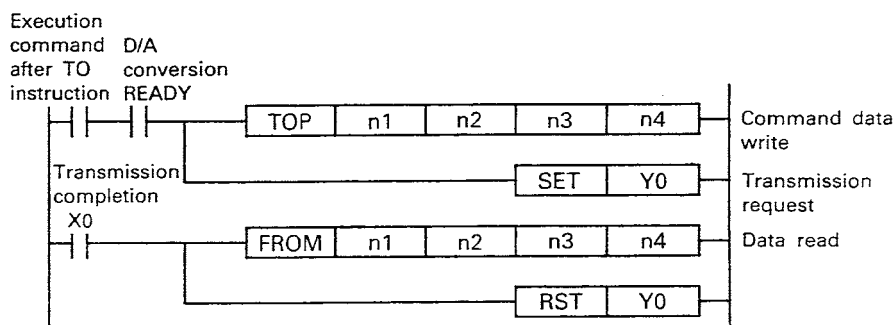 Execution
command
after TO
instruction
D/A
conversion
READY
TOP n1 n2 n3 n4
Command data
write
SET Y0
Transmission
request
Transmission
completion
X0
FROM n1 n2 n3 n4
Data read
RST Y0